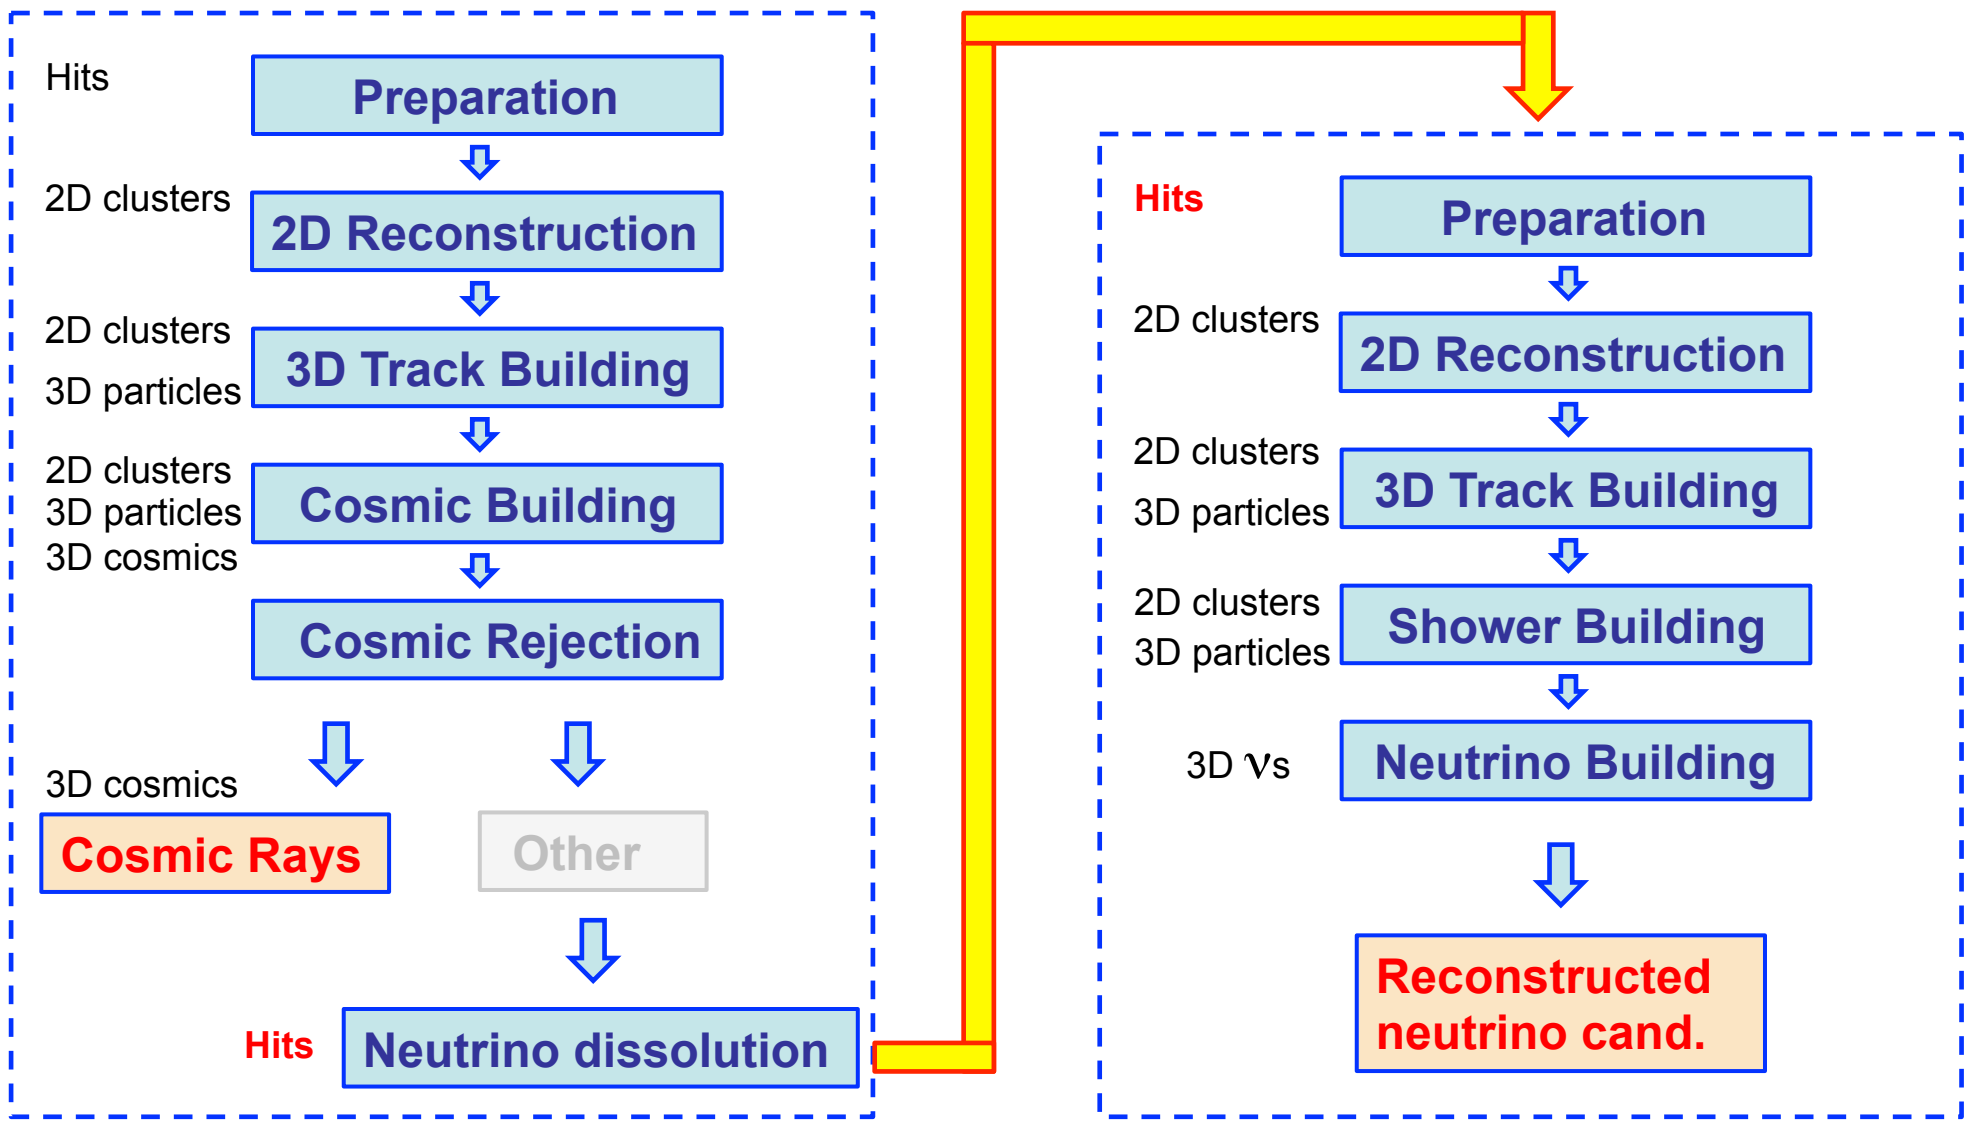 Hits
Preparation
2D clusters
2D Reconstruction
2D clusters
3D particles
3D Track Building
2D clusters
3D particles
3D cosmics
Cosmic Building
Cosmic Rejection
3D cosmics
Cosmic Rays
Other
Hits
Neutrino dissolution
Hits
Preparation
2D clusters
2D Reconstruction
2D clusters
3D particles
3D Track Building
2D clusters
3D particles
Shower Building
3D νs
Neutrino Building
Reconstructed
neutrino cand.